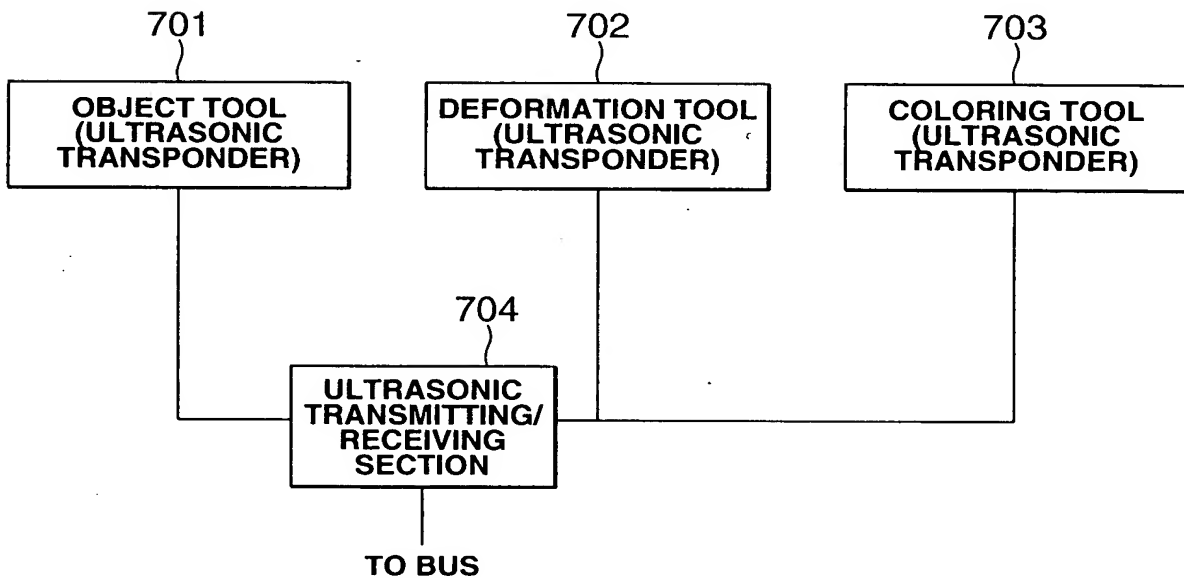 701
OBJECT TOOL
(ULTRASONIC
TRANSPONDER)
702
DEFORMATION TOOL
(ULTRASONIC
TRANSPONDER)
703
COLORING TOOL
(ULTRASONIC
TRANSPONDER)
704
ULTRASONIC
TRANSMITTING/
RECEIVING
SECTION
TO BUS